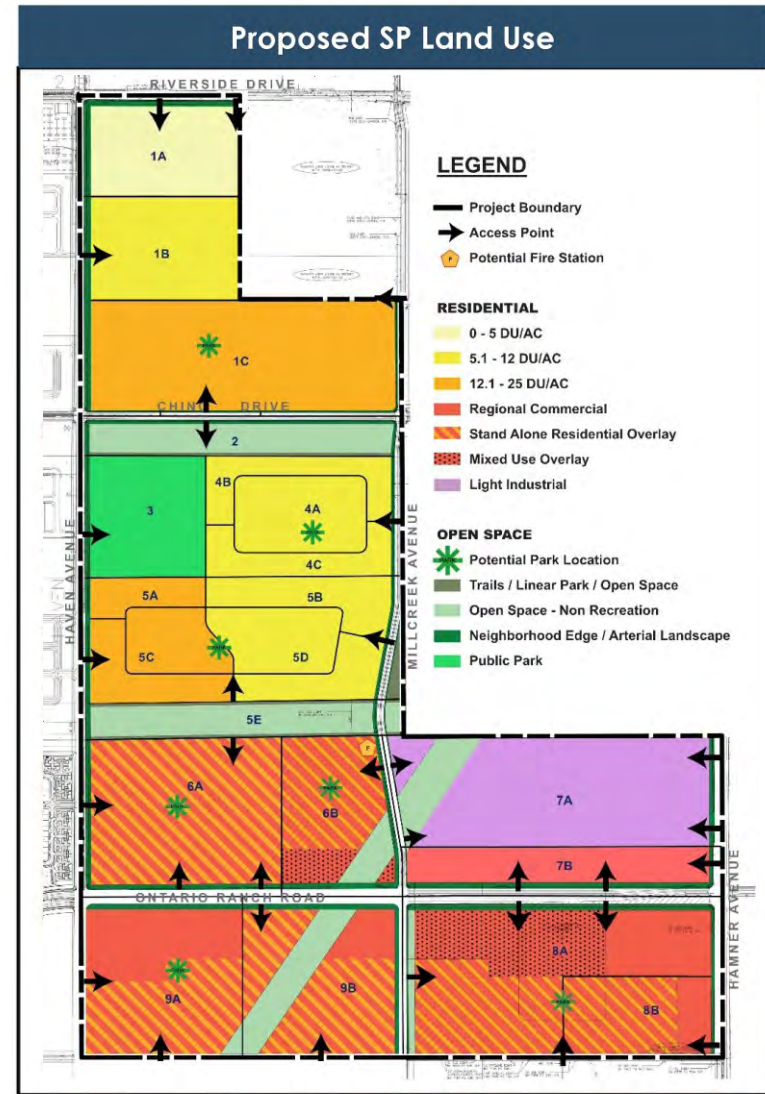 Proposed SP Land Use
RIVERSIDE DRIVE
1A
1B
1C
CHINO DRIVE
2
3
4B
4A
4C
5A
5B
5C
5D
5E
6A
6B
7A
7B
ONTARIO RANCH ROAD
8A
8B
9A
9B
HAVEN AVENUE
MILLCREEK AVENUE
HAMNER AVENUE
LEGEND
Project Boundary
Access Point
F
Potential Fire Station
RESIDENTIAL
0 - 5 DU/AC
5.1 - 12 DU/AC
12.1 - 25 DU/AC
Regional Commercial
Stand Alone Residential Overlay
Mixed Use Overlay
Light Industrial
OPEN SPACE
Potential Park Location
Trails / Linear Park / Open Space
Open Space - Non Recreation
Neighborhood Edge / Arterial Landscape
Public Park